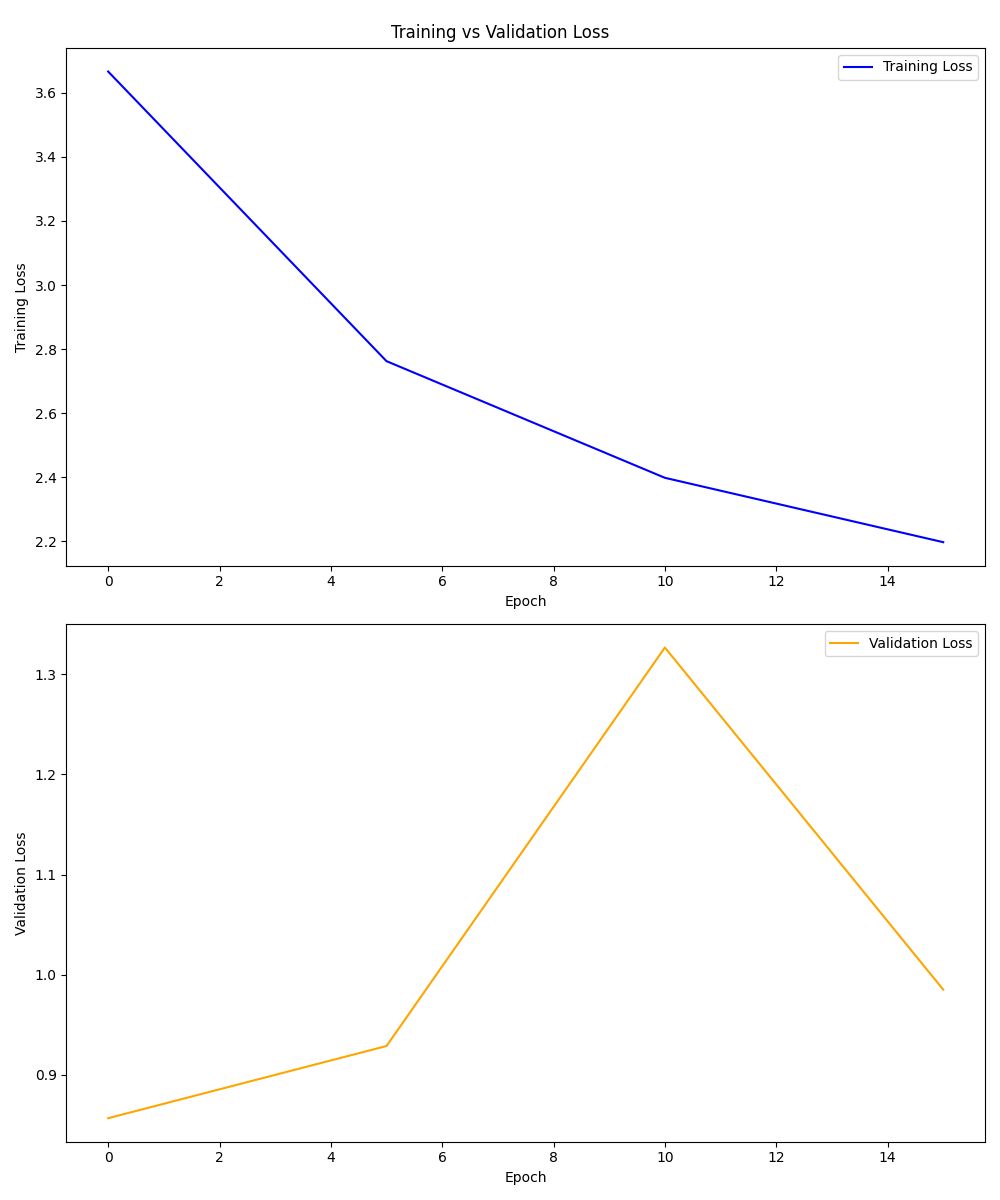 Training vs Validation Loss
Training Loss
3.6
3.4
3.2
3.0
2.8
2.6
2.4
2.2
Training Loss
0 2 4 6 8 10 12 14
Epoch
Validation Loss
1.3
1.2
1.1
1.0
0.9
Validation Loss
0 2 4 6 8 10 12 14
Epoch